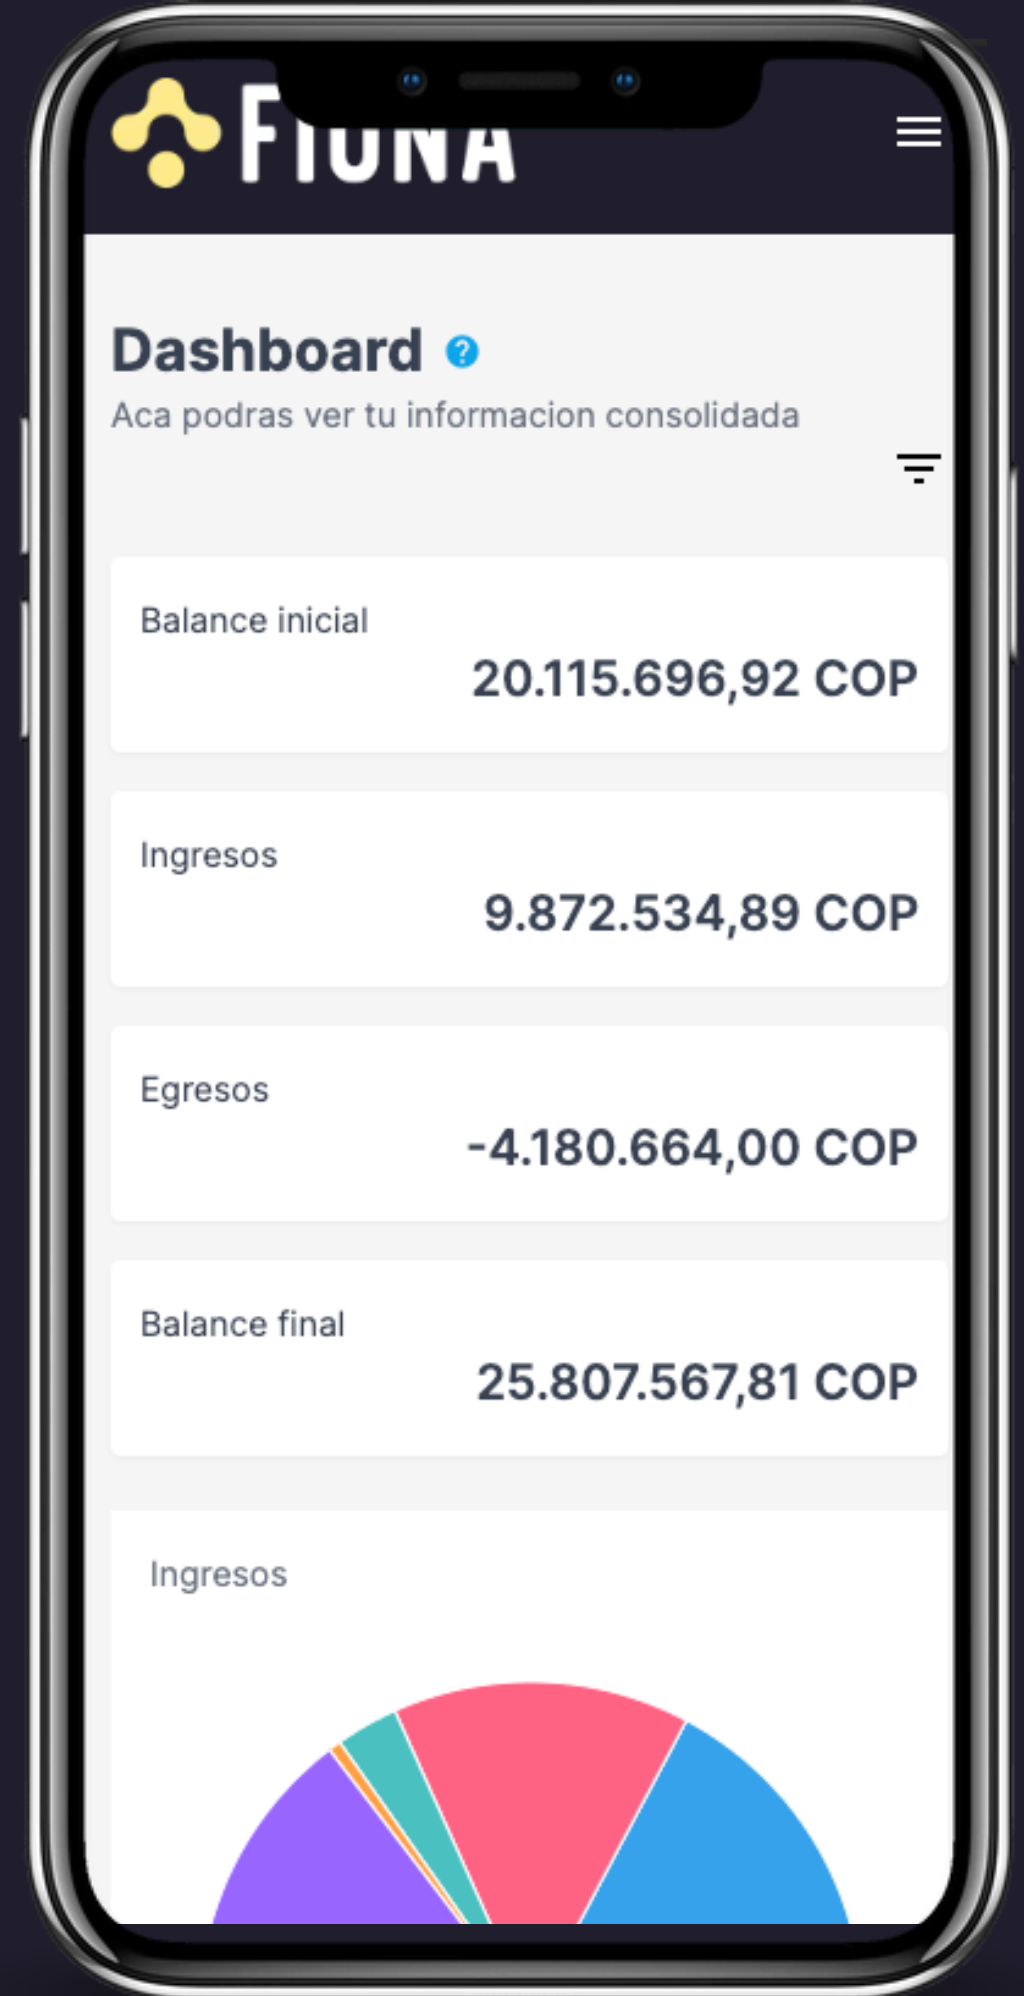 FIONA
Dashboard ?
Aca podras ver tu informacion consolidada
Balance inicial
20.115.696,92 COP
Ingresos
9.872.534,89 COP
Egresos
-4.180.664,00 COP
Balance final
25.807.567,81 COP
Ingresos